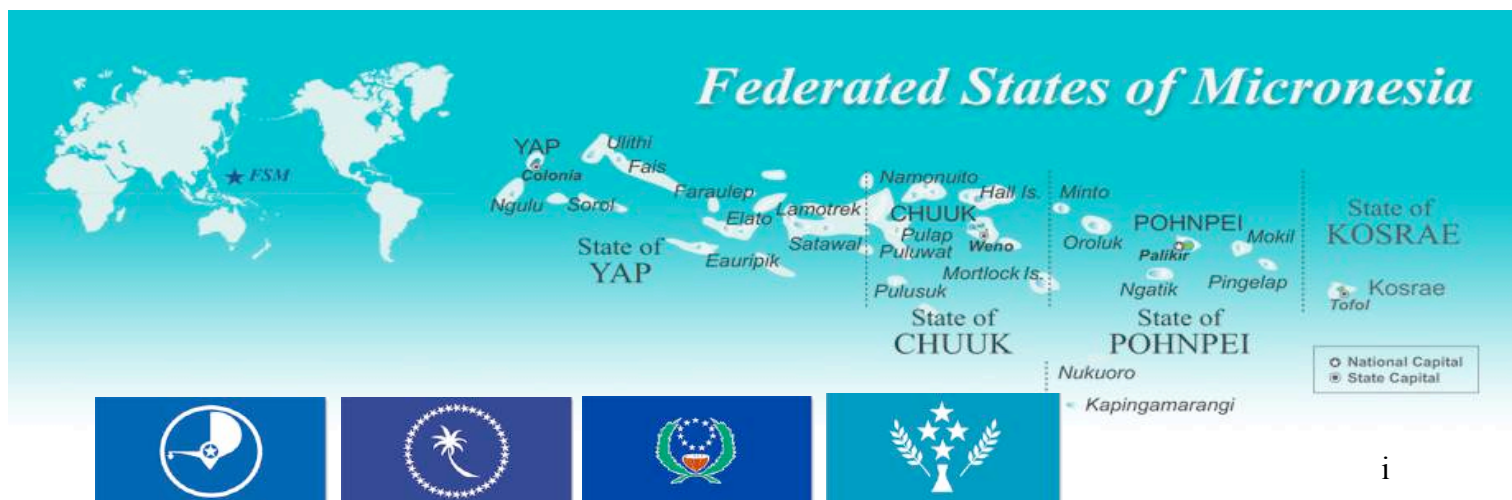 Federated States of Micronesia
FSM
YAP
Colonia
Ulithi
Fais
Ngulu
Sorol
Faraulep
Elato
Lamotrek
Satawal
Eauripik
State of
YAP
Namonuito
Hall Is.
CHUUK
Pulap
Puluwat
Weno
Mortlock Is.
Pulusuk
State of
CHUUK
Minto
Oroluk
POHNPEI
Palikir
Mokil
Ngatik
Pingelap
State of
POHNPEI
Nukuoro
Kapingamarangi
State of
KOSRAE
Kosrae
Tofol
National Capital
State Capital
i